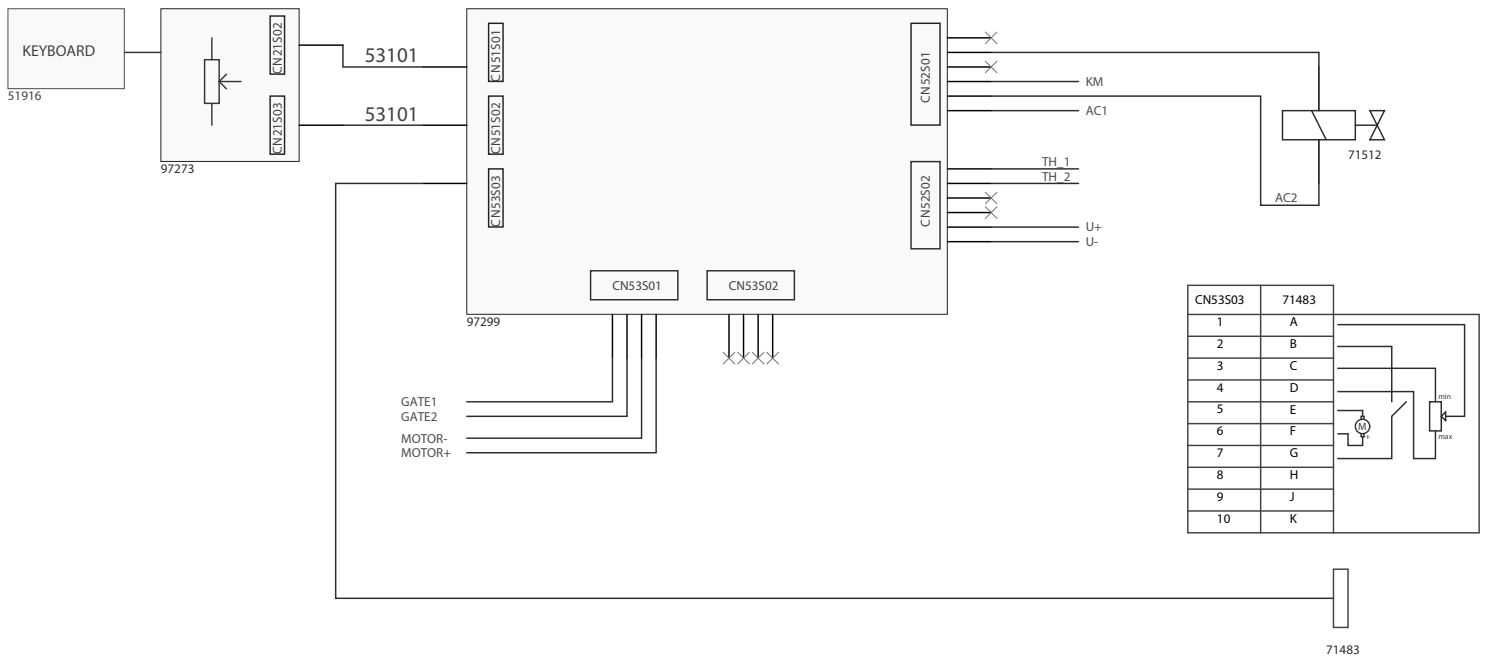 KEYBOARD
51916
CN21S02
CN21S03
97273
53101
53101
CN51S01
CN51S02
CN53S03
CN52S01
CN52S02
CN53S01
CN53S02
97299
KM
AC1
TH_1
TH_2
U+
U-
71512
AC2
GATE1
GATE2
MOTOR-
MOTOR+
CN53S03 71483
1 A
2 B
3 C
4 D
5 E
6 F
7 G
8 H
9 J
10 K
min
M
+
max
71483